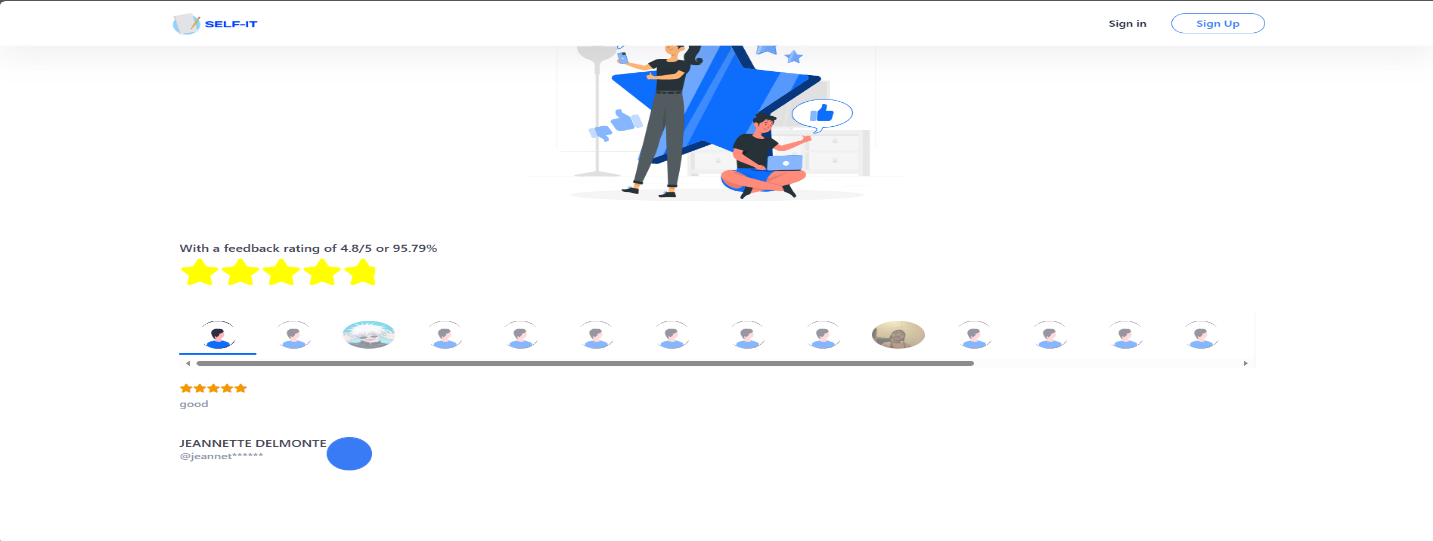 SELF-IT
Sign in
Sign Up
With a feedback rating of 4.8/5 or 95.79%
good
JEANNETTE DELMONTE
@jeannet******